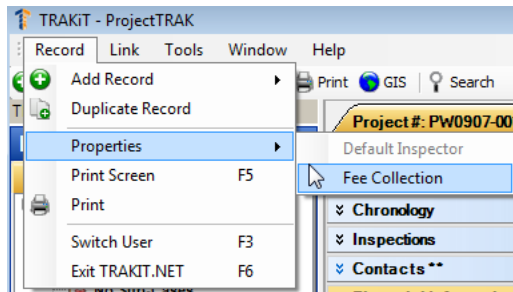 TRAKiT - ProjectTRAK
Record Link Tools Window Help
Add Record
Print GIS Search
Duplicate Record
Project #: PW0907-00
Properties
Default Inspector
Print Screen F5
Fee Collection
Print
Chronology
Switch User F3
Inspections
Exit TRAKIT.NET F6
Contacts **